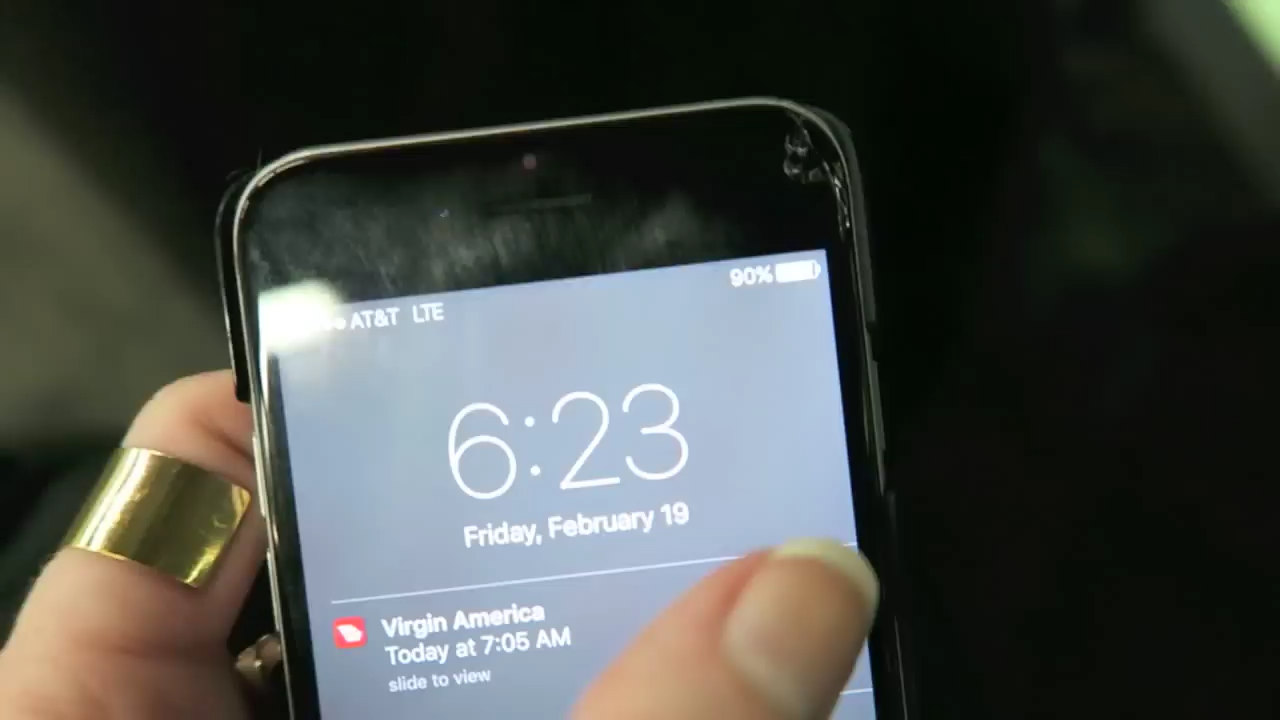 AT&T LTE
90%
6:23
Friday, February 19
Virgin America
Today at 7:05 AM
slide to view